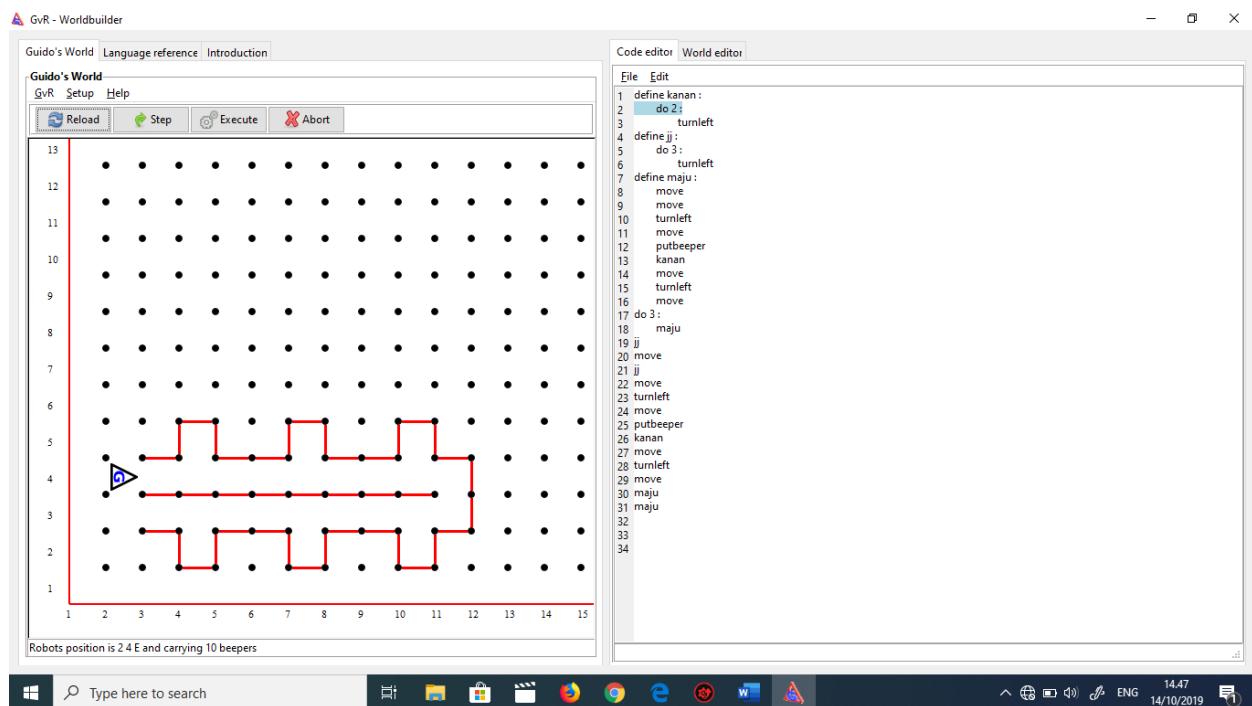 GvR - Worldbuilder
Guido's World Language reference Introduction
Guido's World
GvR Setup Help
Reload Step Execute Abort
13
12
11
10
9
8
7
6
5
4
3
2
1
1 2 3 4 5 6 7 8 9 10 11 12 13 14 15
G
Robots position is 2 4 E and carrying 10 beepers
Code editor World editor
File Edit
1 define kanan :
2 do 2 :
3 turnleft
4 define jj :
5 do 3 :
6 turnleft
7 define maju :
8 move
9 move
10 turnleft
11 move
12 putbeeper
13 kanan
14 move
15 turnleft
16 move
17 do 3 :
18 maju
19 jj
20 move
21 jj
22 move
23 turnleft
24 move
25 putbeeper
26 kanan
27 move
28 turnleft
29 move
30 maju
31 maju
32
33
34
Type here to search
W
ENG
14.47
14/10/2019
1